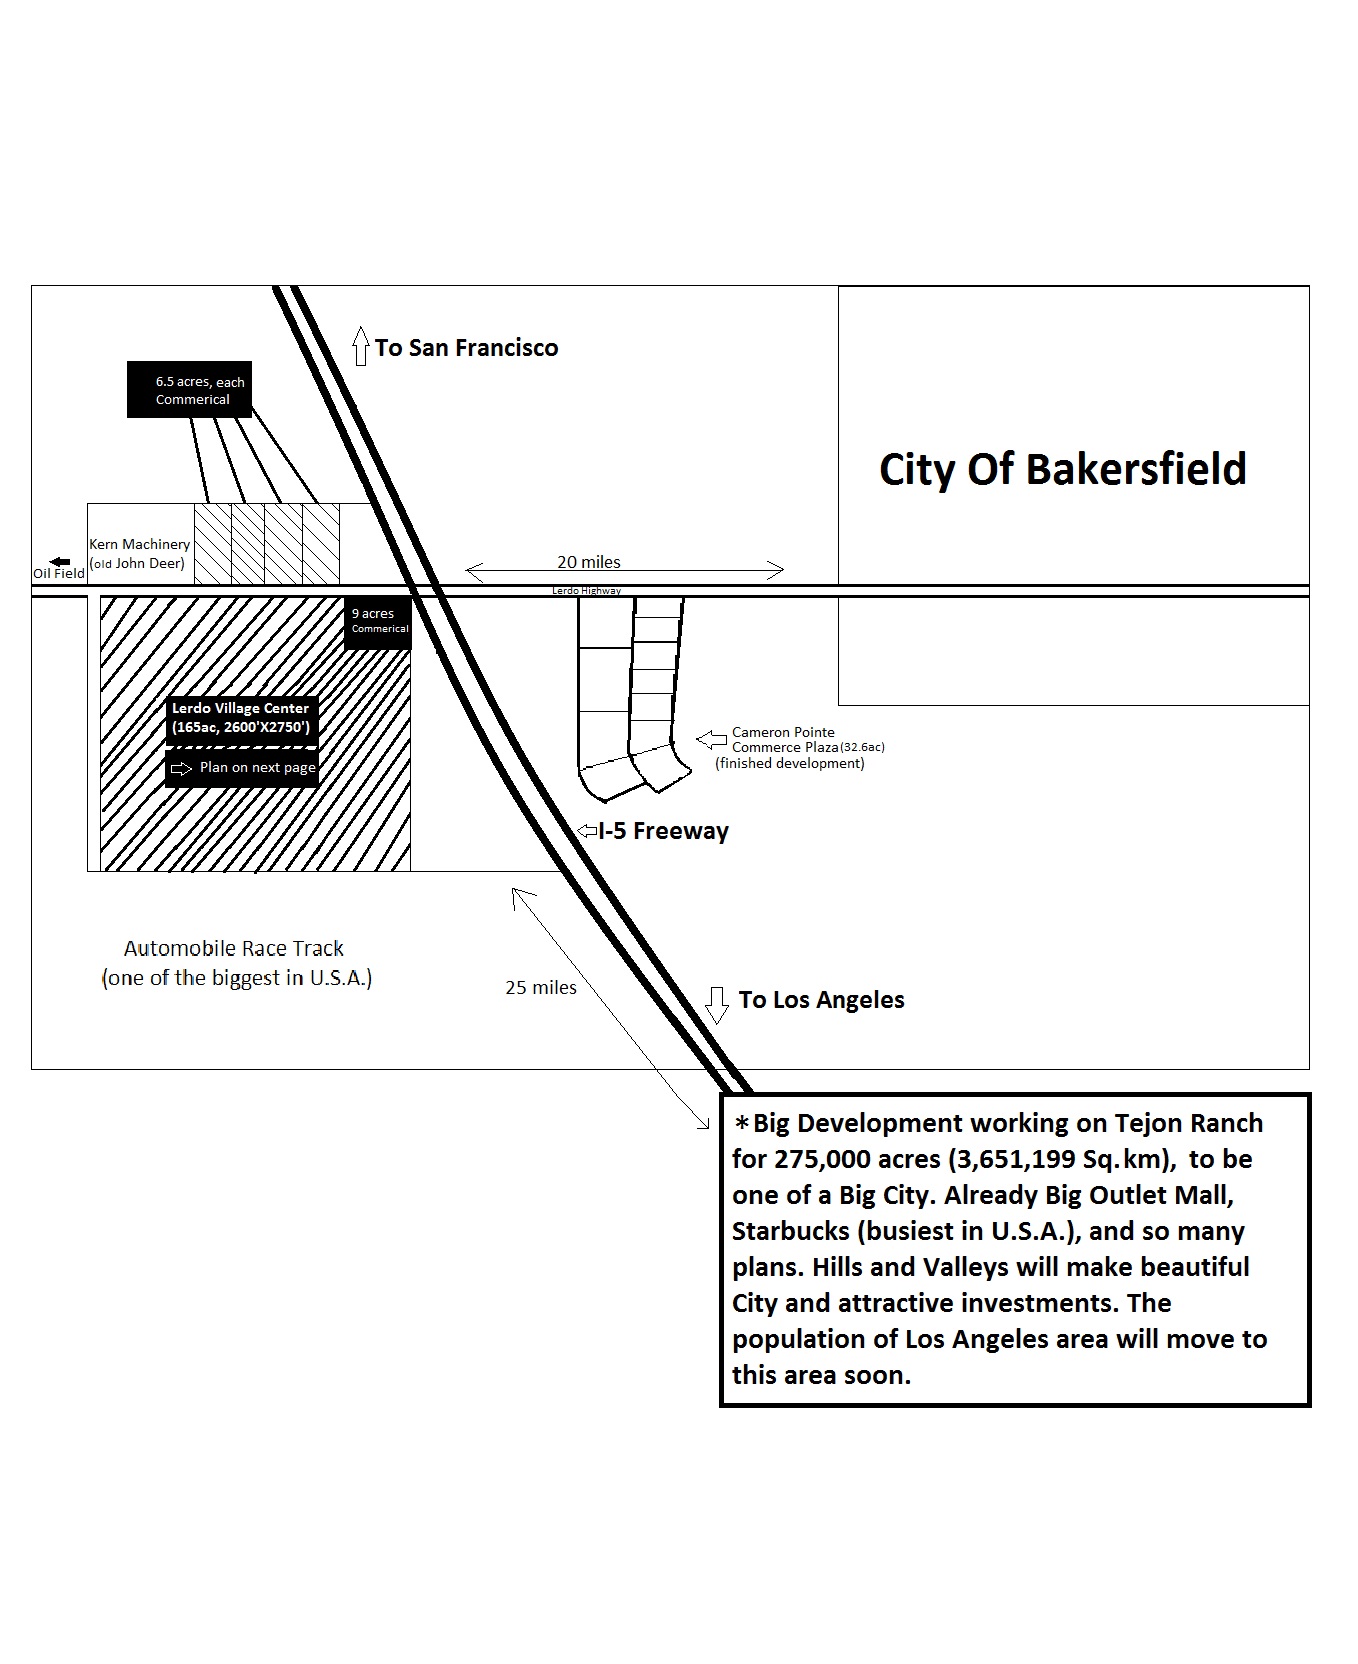 To San Francisco
6.5 acres, each
Commerical
City Of Bakersfield
Kern Machinery
(old John Deer)
Oil Field
20 miles
Lerdo Highway
9 acres
Commerical
Lerdo Village Center
(165ac, 2600'X2750')
Plan on next page
Cameron Pointe
Commerce Plaza(32.6ac)
(finished development)
I-5 Freeway
Automobile Race Track
(one of the biggest in U.S.A.)
25 miles
To Los Angeles
*Big Development working on Tejon Ranch
for 275,000 acres (3,651,199 Sq.km), to be
one of a Big City. Already Big Outlet Mall,
Starbucks (busiest in U.S.A.), and so many
plans. Hills and Valleys will make beautiful
City and attractive investments. The
population of Los Angeles area will move to
this area soon.